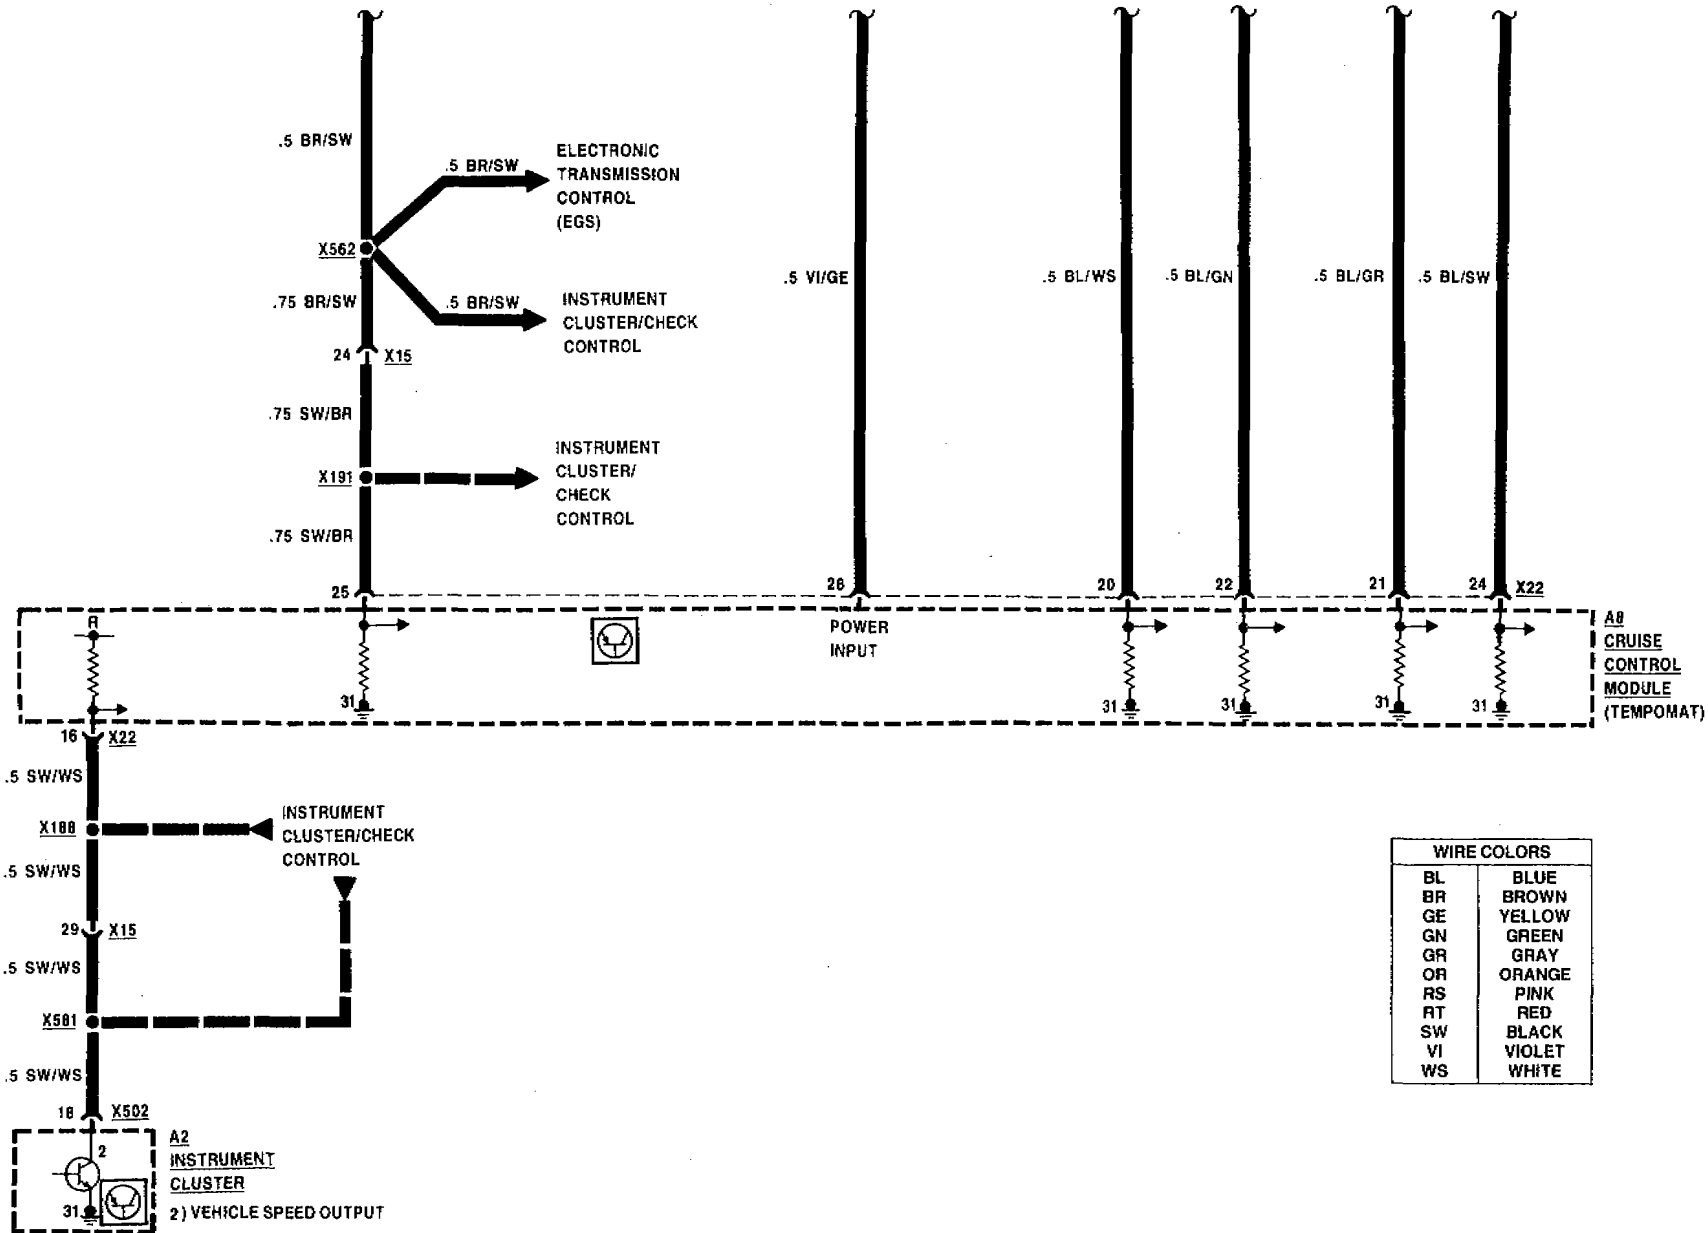 .5 BR/SW
.5 BR/SW
ELECTRONIC
TRANSMISSION
CONTROL
(EGS)
X562
.75 BR/SW
.5 BR/SW
INSTRUMENT
CLUSTER/CHECK
CONTROL
24 X15
.75 SW/BR
X191
INSTRUMENT
CLUSTER/
CHECK
CONTROL
.75 SW/BR
.5 VI/GE
.5 BL/WS
.5 BL/GN
.5 BL/GR
.5 BL/SW
25
26
20
22
21
24 X22
R
POWER
INPUT
31
31
31
31
31
A8
CRUISE
CONTROL
MODULE
(TEMPOMAT)
16 X22
.5 SW/WS
X188
INSTRUMENT
CLUSTER/CHECK
CONTROL
.5 SW/WS
29 X15
.5 SW/WS
X581
.5 SW/WS
18 X502
2
31
A2
INSTRUMENT
CLUSTER
2) VEHICLE SPEED OUTPUT
WIRE COLORS
BL BLUE
BR BROWN
GE YELLOW
GN GREEN
GR GRAY
OR ORANGE
RS PINK
RT RED
SW BLACK
VI VIOLET
WS WHITE